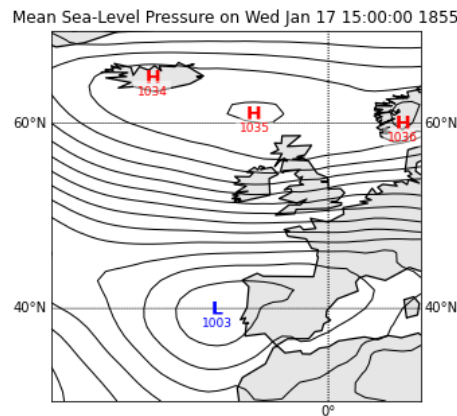 Mean Sea-Level Pressure on Wed Jan 17 15:00:00 1855
H
1034
H
1035
H
1036
60°N
60°N
L
1003
40°N
40°N
0°